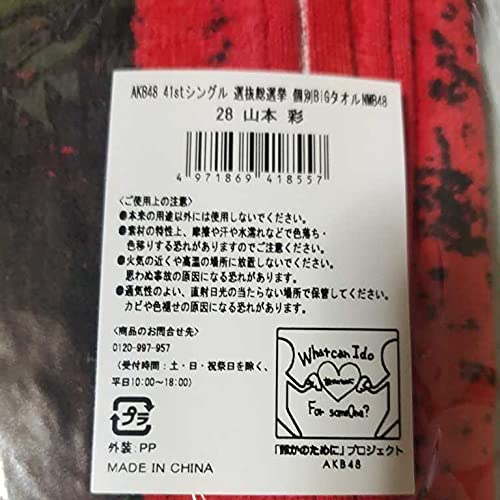 AKB48 41stシングル 選抜総選挙 個別BIGタオルNMB48
28 山本 彩
4 971869 418557
<ご使用上の注意>
●本来の用途以外には使用しないでください。
●素材の特性上、摩擦や汗や水濡れなどで色落ち・
色移りする恐れがありますのでご注意ください。
●火気の近くや高温の場所に放置しないでください。
思わぬ事故の原因になる恐れがあります。
●通気性のよい、直射日光の当たらない場所で保管してください。
カビや色褪せの原因になる恐れがあります。
<商品のお問合せ先>
0120-997-957
(受付時間:土・日・祝祭日を除く、
平日10:00~18:00)
プラ
外装:PP
MADE IN CHINA
What can I do
For someone?
「誰かのために」プロジェクト
AKB48